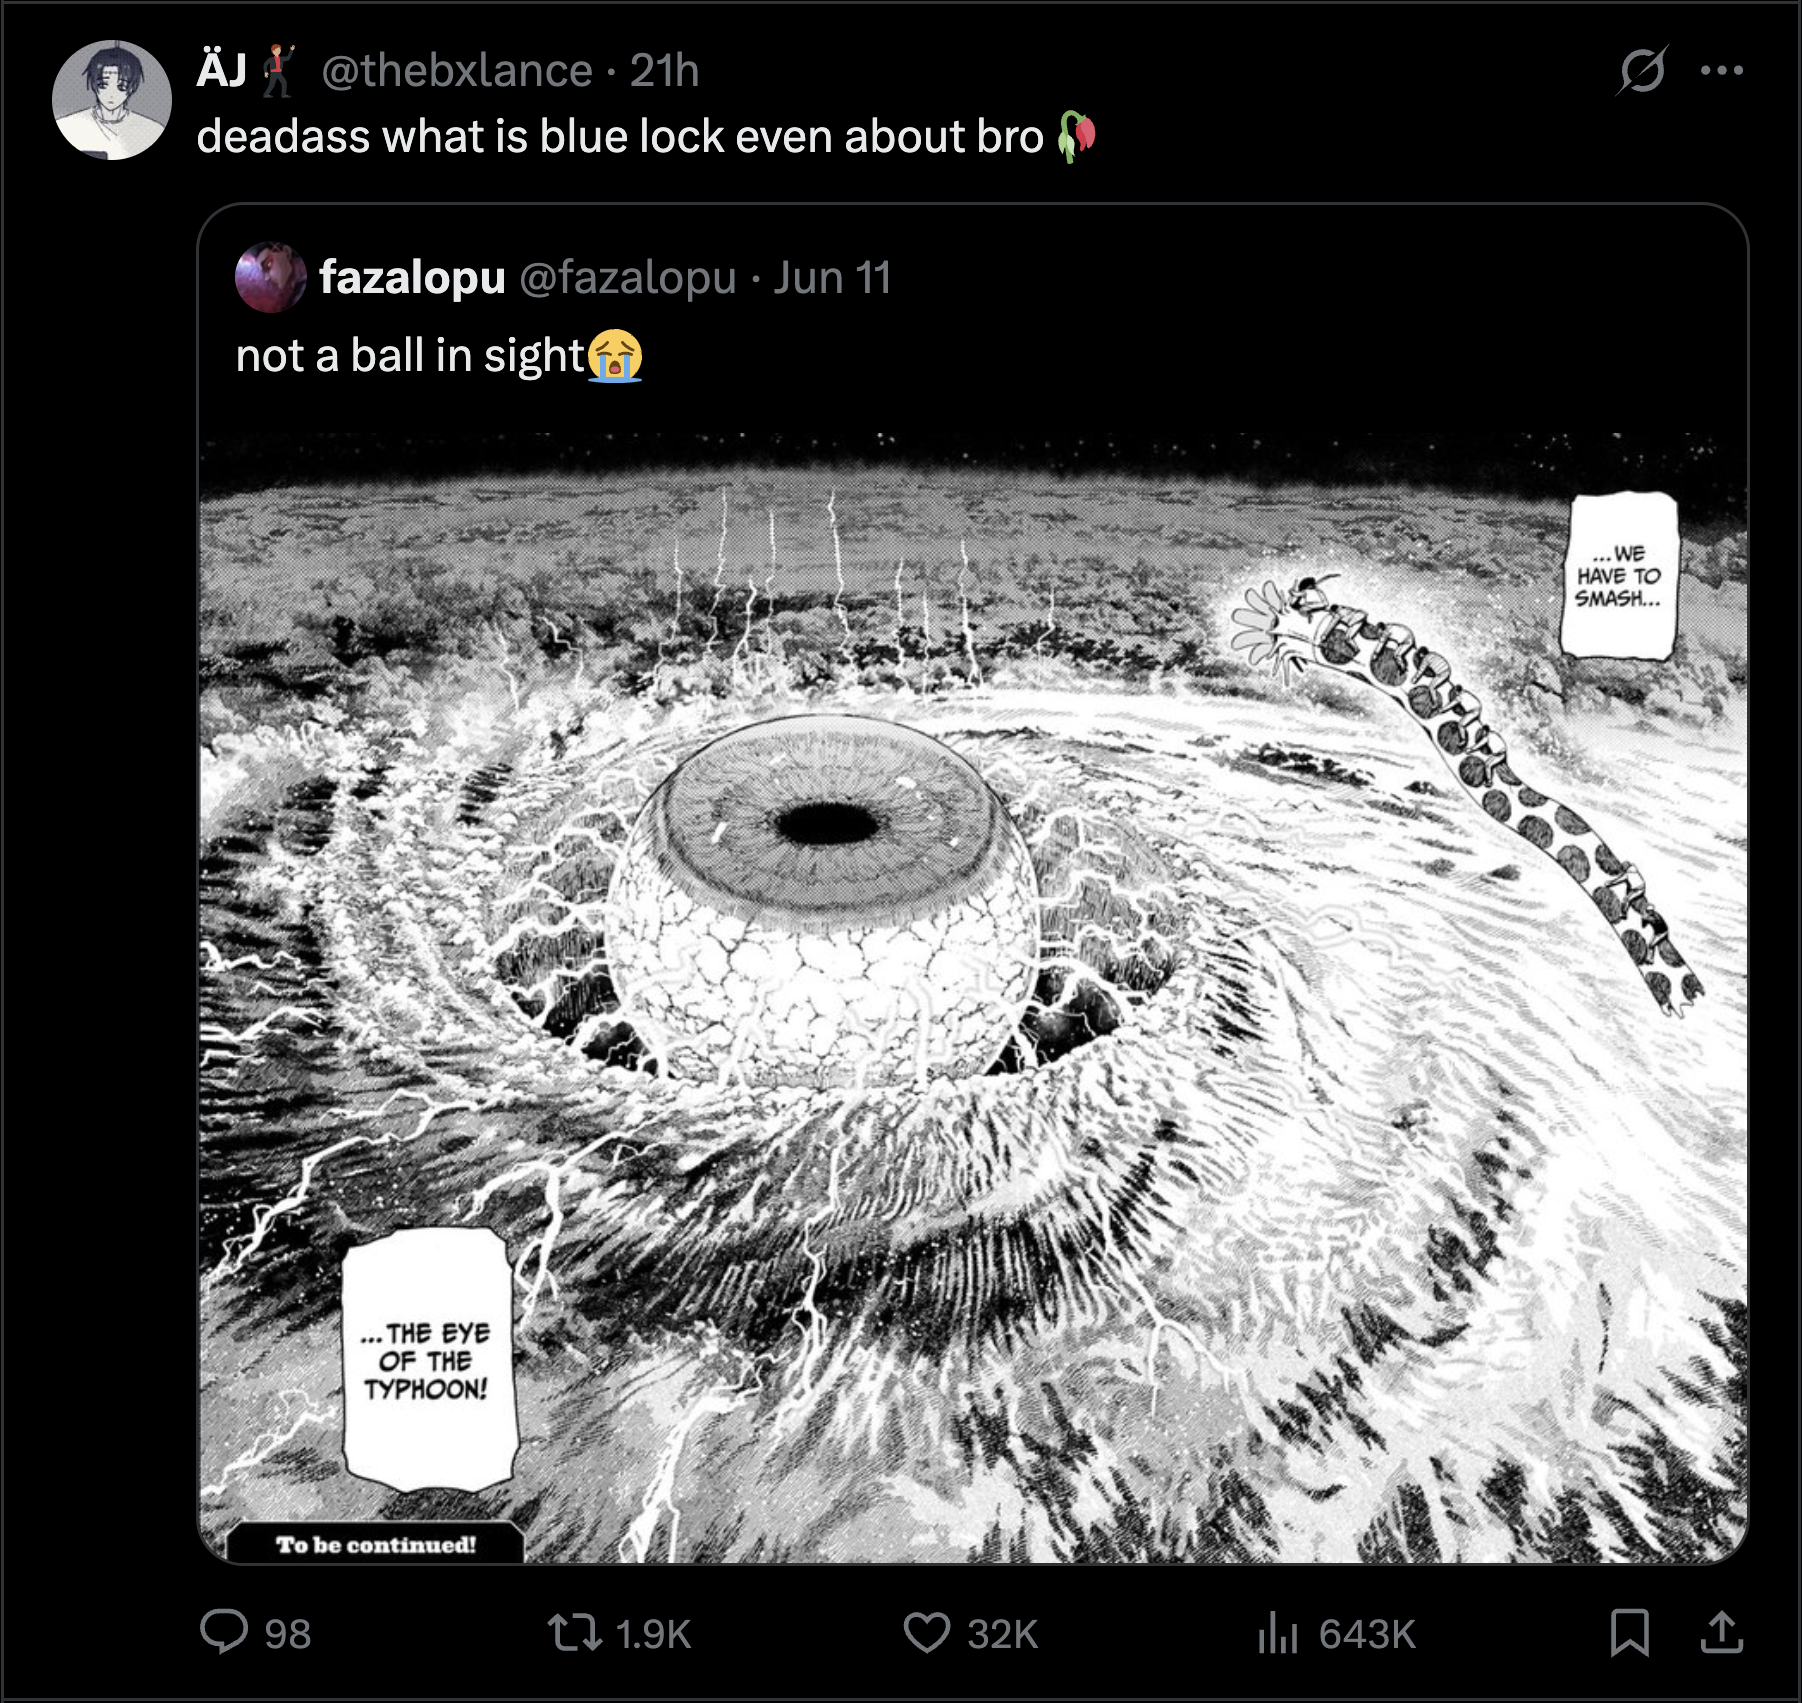 ÄJ🕺 @thebxlance · 21h
deadass what is blue lock even about bro🥀
fazalopu @fazalopu · Jun 11
not a ball in sight😭
...WE
HAVE TO
SMASH...
...THE EYE
OF THE
TYPHOON!
To be continued!
98 1.9K 32K 643K